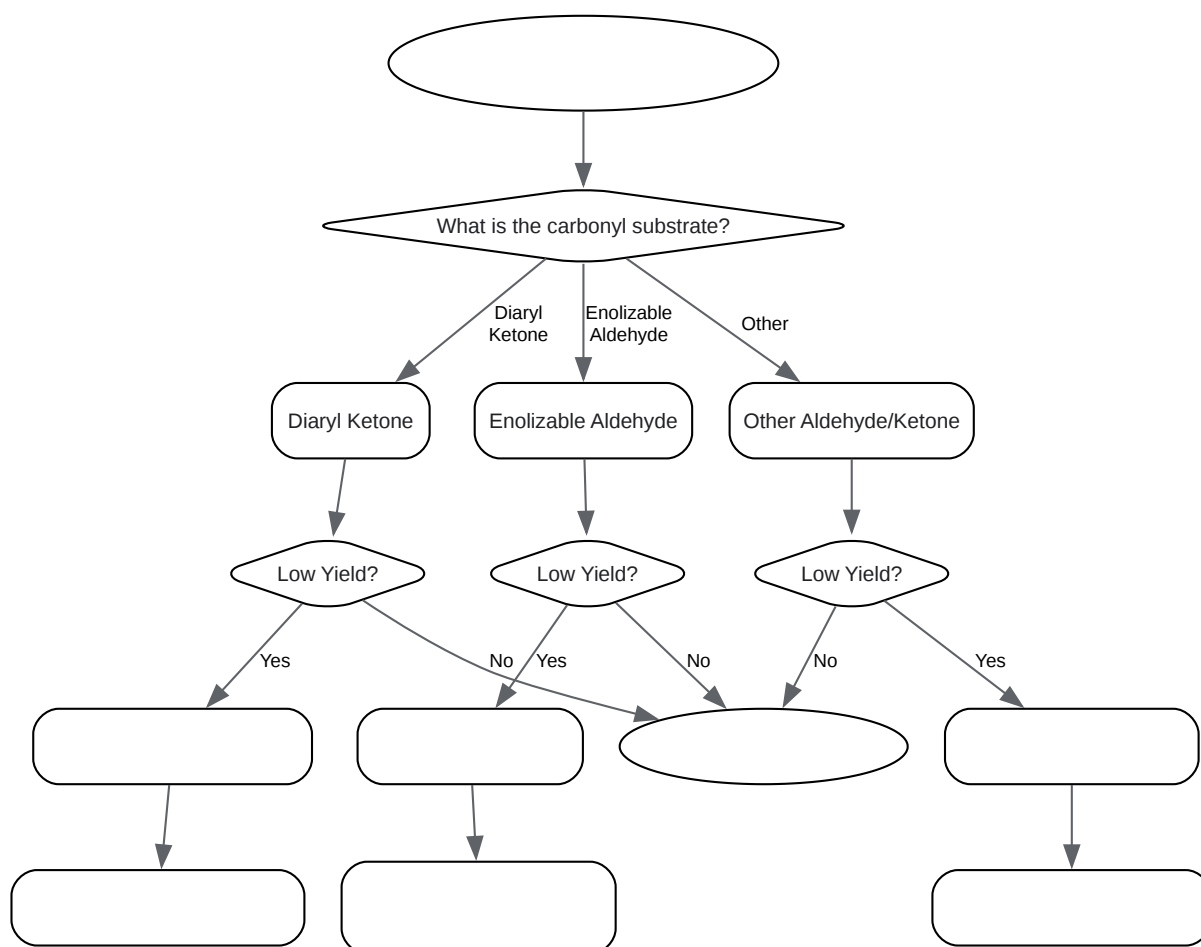 What is the carbonyl substrate?
Diaryl
Ketone
Enolizable
Aldehyde
Other
Diaryl Ketone
Enolizable Aldehyde
Other Aldehyde/Ketone
Low Yield?
Low Yield?
Low Yield?
Yes
No
Yes
No
No
Yes